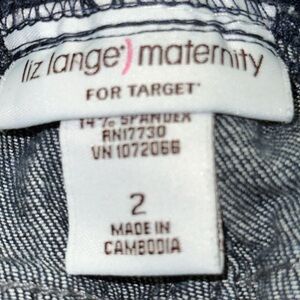 liz lange) maternity
FOR TARGET
14% SPANDEX
RN17730
VN 1072066
2
MADE IN
CAMBODIA